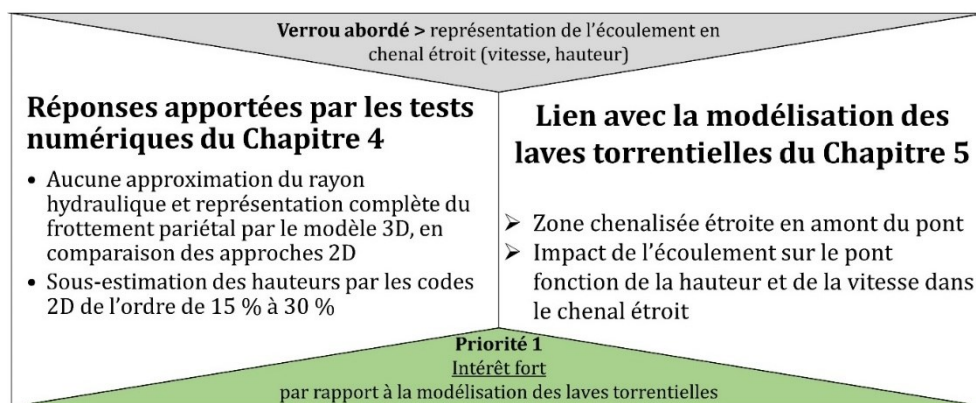 Verrou abordé > représentation de l'écoulement en
chenal étroit (vitesse, hauteur)
Réponses apportées par les tests
numériques du Chapitre 4
• Aucune approximation du rayon
hydraulique et représentation complète du
frottement pariétal par le modèle 3D, en
comparaison des approches 2D
• Sous-estimation des hauteurs par les codes
2D de l'ordre de 15 % à 30 %
Lien avec la modélisation des
laves torrentielles du Chapitre 5
➢ Zone chenalisée étroite en amont du pont
➢ Impact de l'écoulement sur le pont
fonction de la hauteur et de la vitesse dans
le chenal étroit
Priorité 1
Intérêt fort
par rapport à la modélisation des laves torrentielles